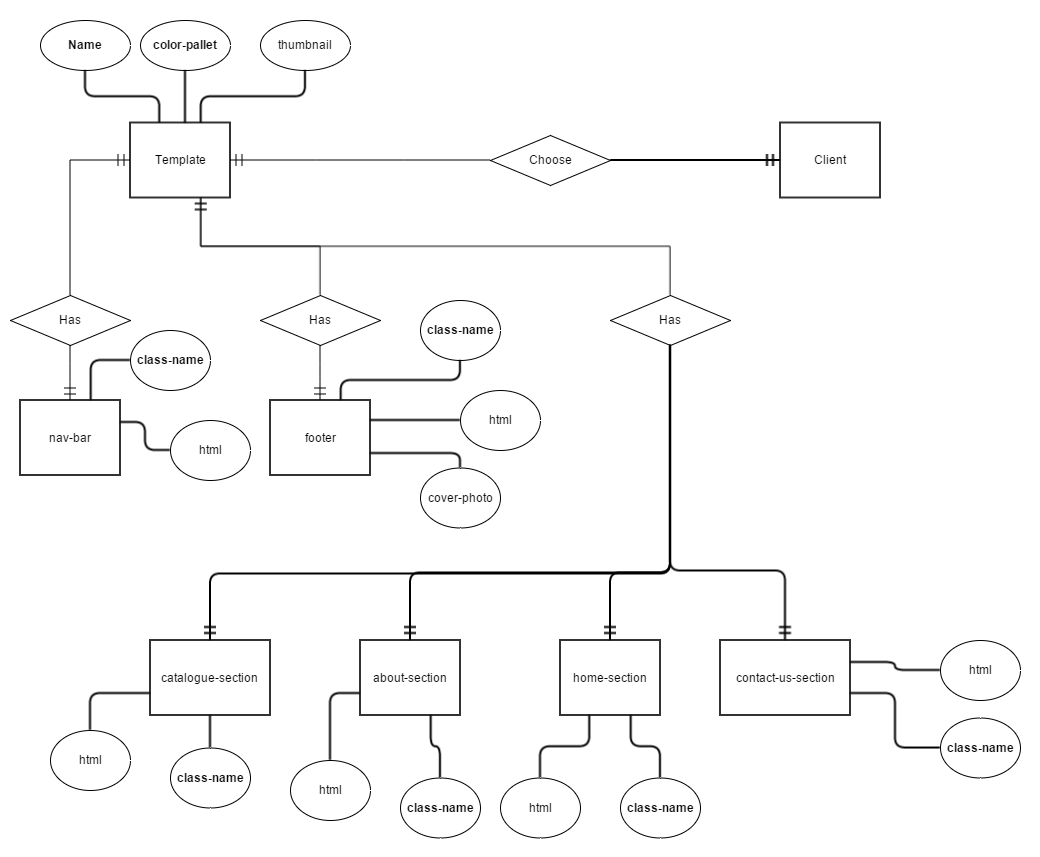 Name
color-pallet
thumbnail
Template
Choose
Client
Has
Has
Has
class-name
class-name
nav-bar
html
footer
html
cover-photo
catalogue-section
about-section
home-section
contact-us-section
html
html
class-name
class-name
html
class-name
html
class-name